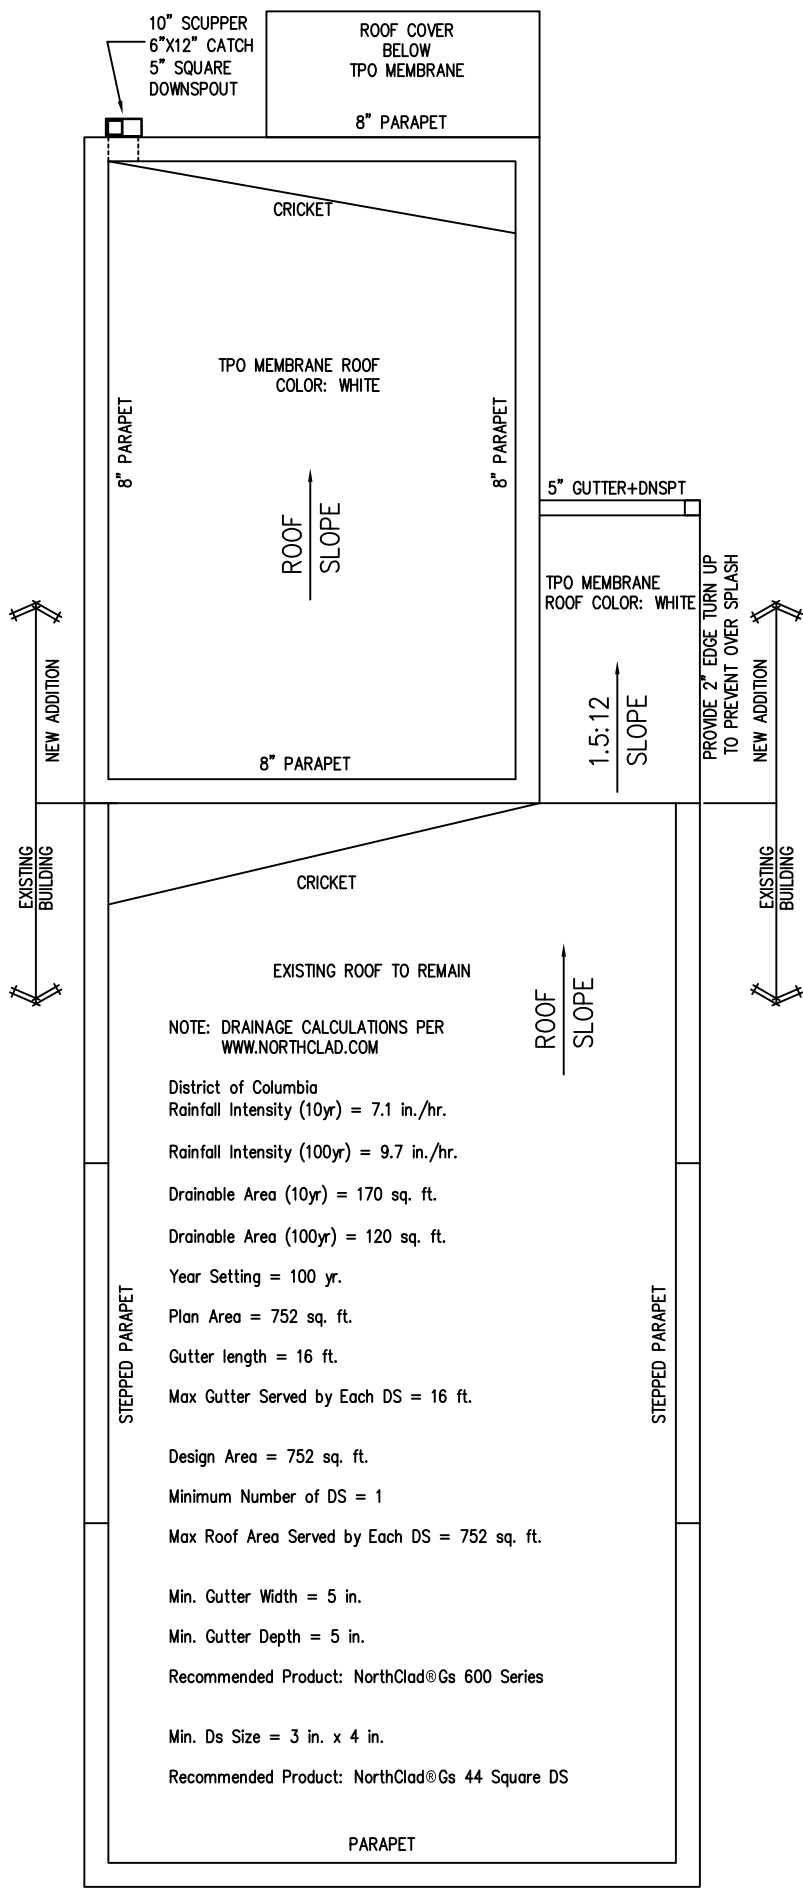 10" SCUPPER
6"X12" CATCH
5" SQUARE
DOWNSPOUT
ROOF COVER
BELOW
TPO MEMBRANE
8" PARAPET
CRICKET
TPO MEMBRANE ROOF
COLOR: WHITE
8" PARAPET
8" PARAPET
ROOF
SLOPE
5" GUTTER+DNSPT
TPO MEMBRANE
ROOF COLOR: WHITE
PROVIDE 2" EDGE TURN UP
TO PREVENT OVER SPLASH
NEW ADDITION
NEW ADDITION
1.5:12
SLOPE
8" PARAPET
EXISTING
BUILDING
EXISTING
BUILDING
CRICKET
EXISTING ROOF TO REMAIN
ROOF
SLOPE
NOTE: DRAINAGE CALCULATIONS PER
WWW.NORTHCLAD.COM
District of Columbia
Rainfall Intensity (10yr) = 7.1 in./hr.
Rainfall Intensity (100yr) = 9.7 in./hr.
Drainable Area (10yr) = 170 sq. ft.
Drainable Area (100yr) = 120 sq. ft.
Year Setting = 100 yr.
Plan Area = 752 sq. ft.
Gutter length = 16 ft.
Max Gutter Served by Each DS = 16 ft.
STEPPED PARAPET
STEPPED PARAPET
Design Area = 752 sq. ft.
Minimum Number of DS = 1
Max Roof Area Served by Each DS = 752 sq. ft.
Min. Gutter Width = 5 in.
Min. Gutter Depth = 5 in.
Recommended Product: NorthClad®Gs 600 Series
Min. Ds Size = 3 in. x 4 in.
Recommended Product: NorthClad®Gs 44 Square DS
PARAPET